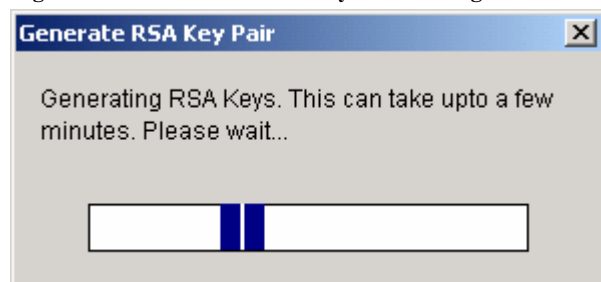 Generate RSA Key Pair
Generating RSA Keys. This can take upto a few
minutes. Please wait...